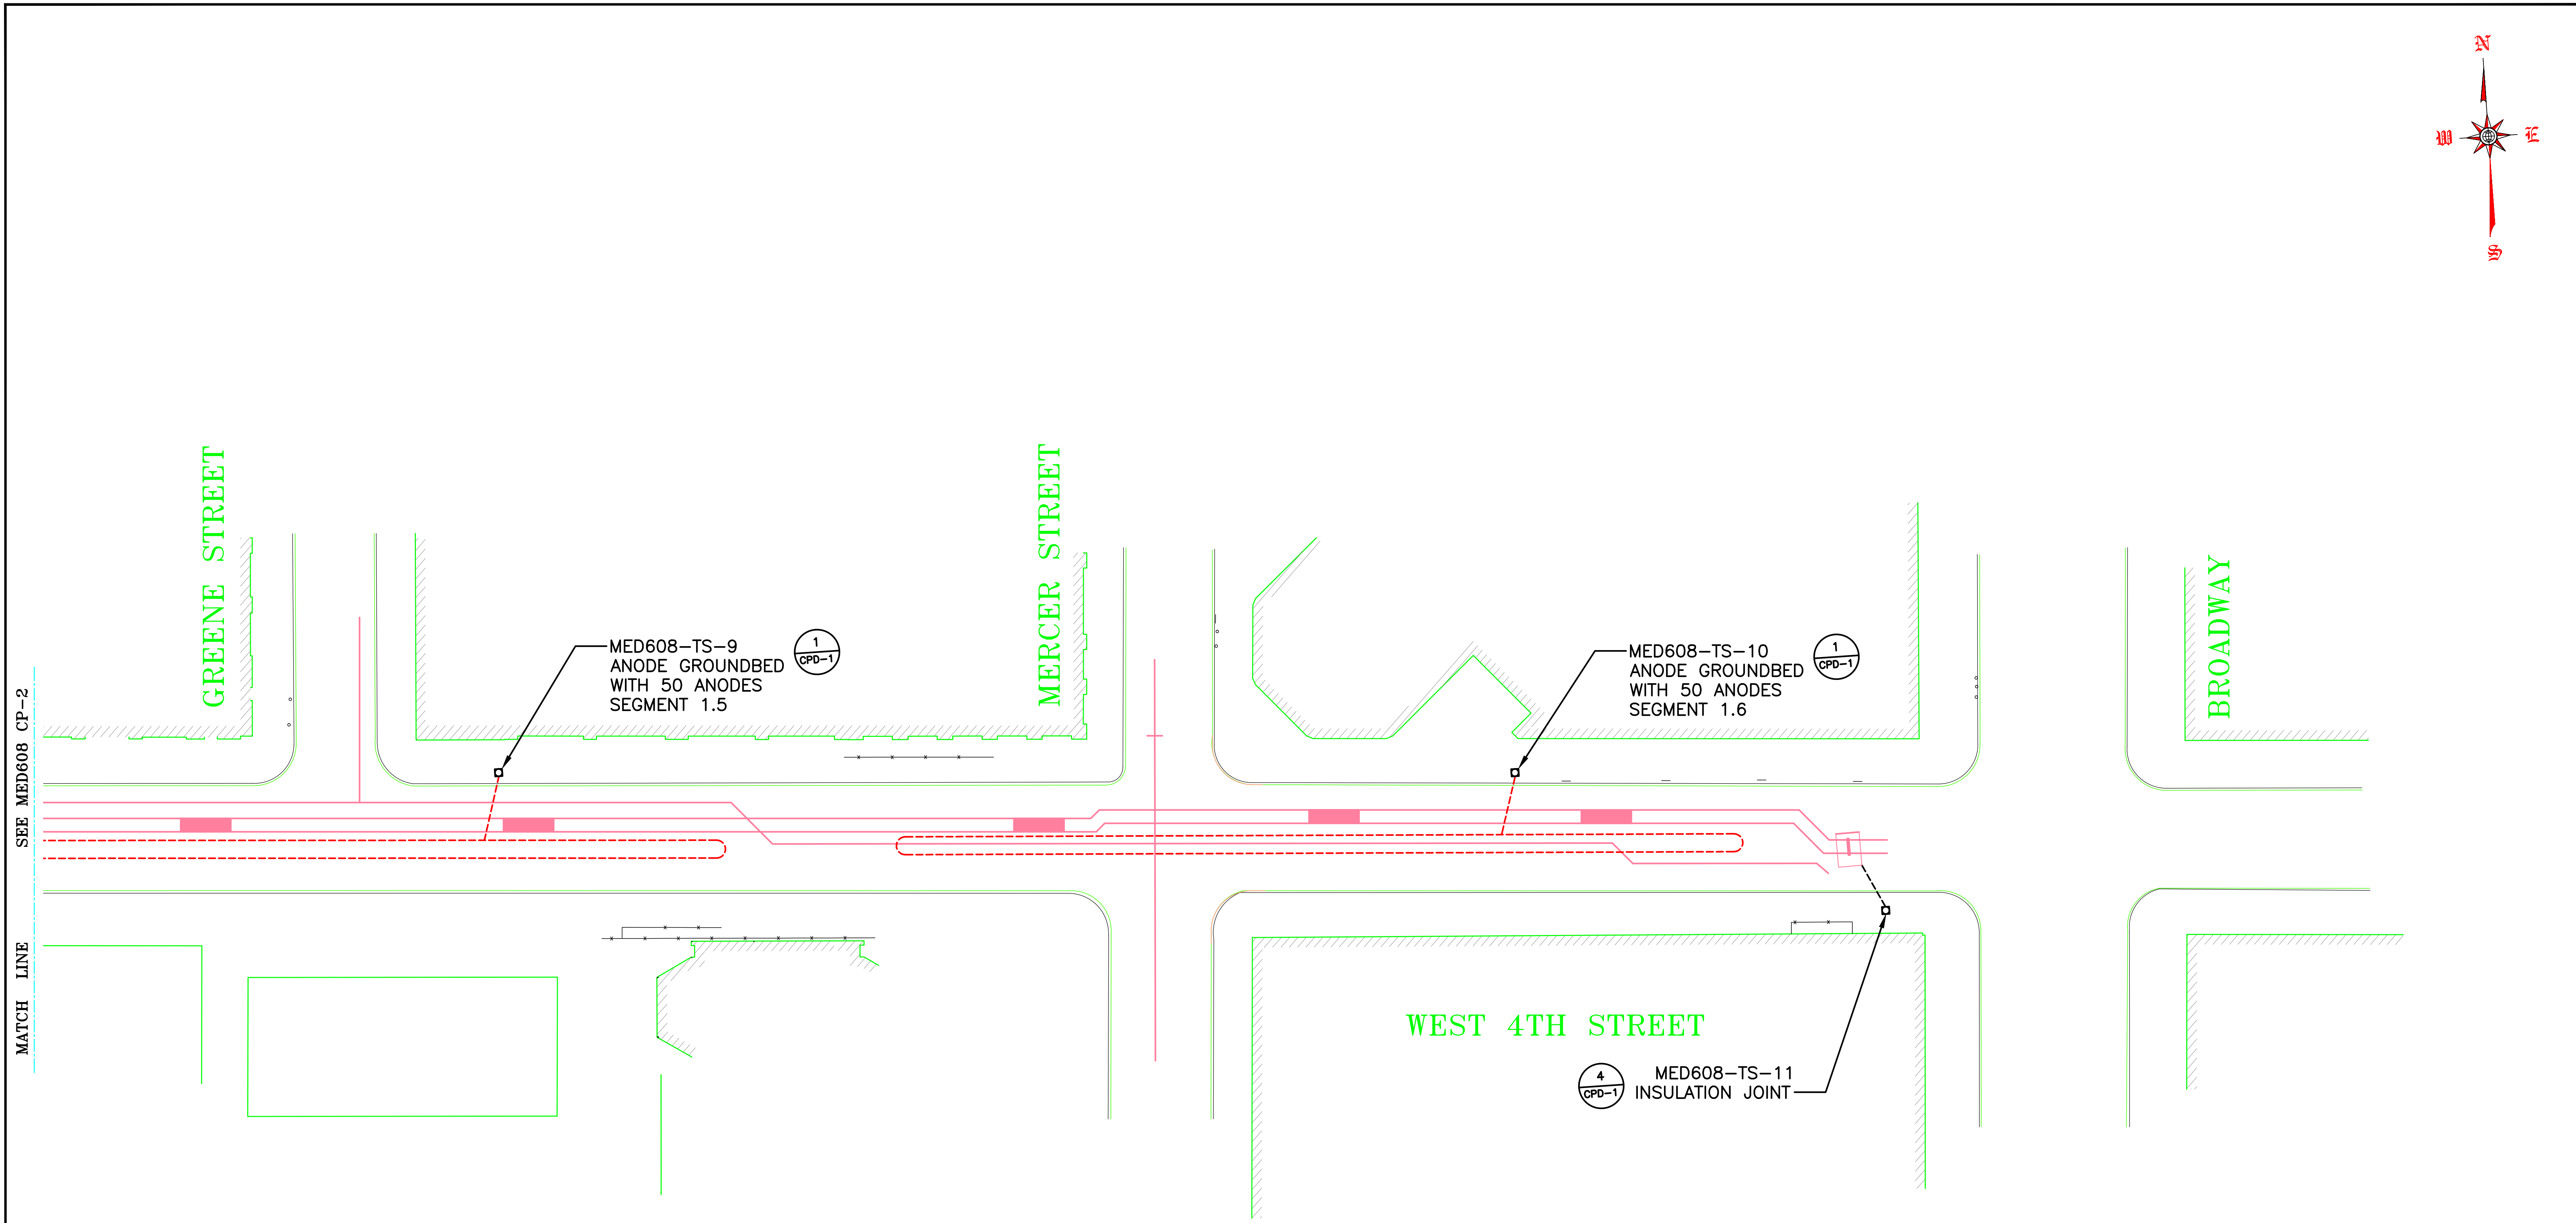 N
W
E
S
GREENE STREET
MERCER STREET
BROADWAY
MED608-TS-9
ANODE GROUNDBED
WITH 50 ANODES
SEGMENT 1.5
1
CPD-1
MED608-TS-10
ANODE GROUNDBED
WITH 50 ANODES
SEGMENT 1.6
1
CPD-1
MATCH LINE SEE MED608 CP-2
WEST 4TH STREET
4
CPD-1
MED608-TS-11
INSULATION JOINT